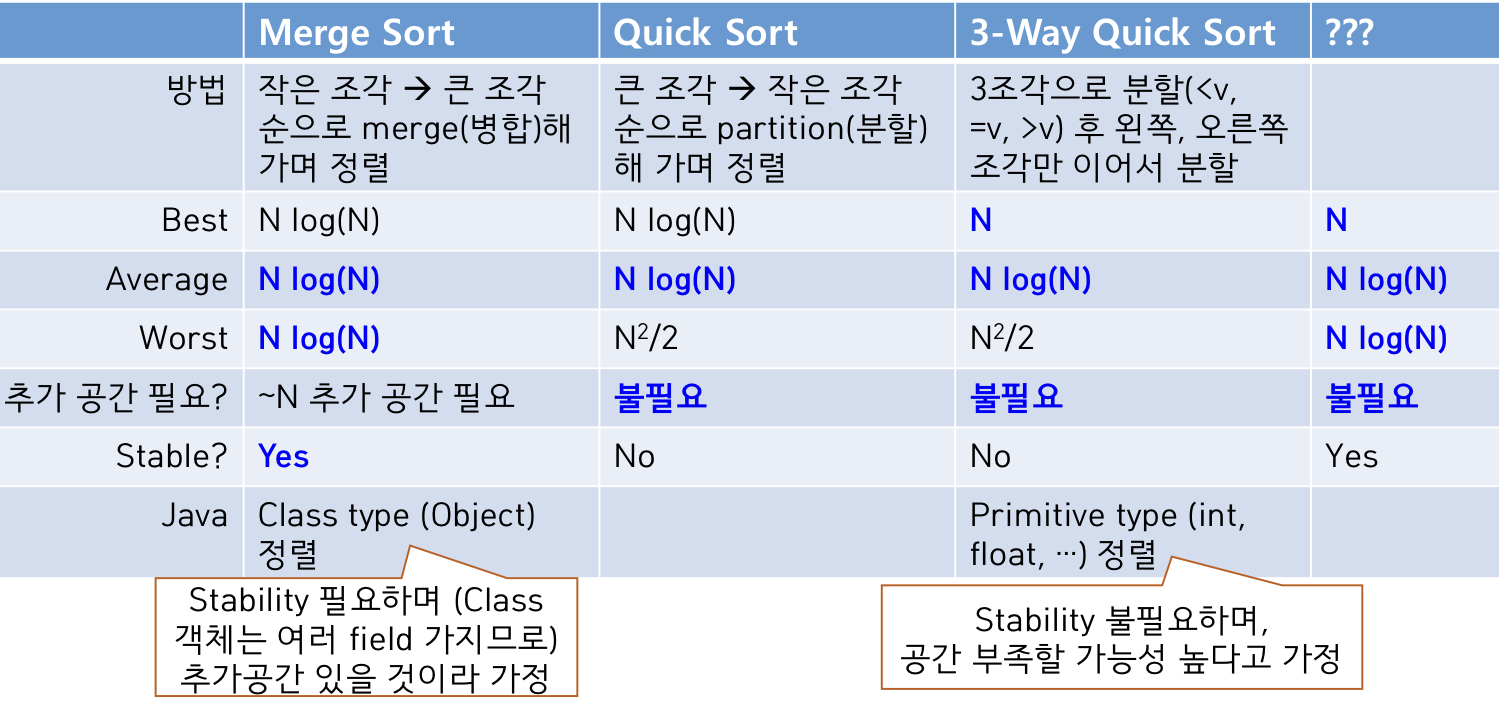 Merge Sort
Quick Sort
3-Way Quick Sort
???
방법
작은 조각 → 큰 조각
순으로 merge(병합)해
가며 정렬
큰 조각 → 작은 조각
순으로 partition(분할)
해 가며 정렬
3조각으로 분할(<v,
=v, >v) 후 왼쪽, 오른쪽
조각만 이어서 분할
Best
N log(N)
N log(N)
N
N
Average
N log(N)
N log(N)
N log(N)
N log(N)
Worst
N log(N)
N²/2
N²/2
N log(N)
추가 공간 필요?
~N 추가 공간 필요
불필요
불필요
불필요
Stable?
Yes
No
No
Yes
Java
Class type (Object)
정렬
Primitive type (int,
float, …) 정렬
Stability 필요하며 (Class
객체는 여러 field 가지므로)
추가공간 있을 것이라 가정
Stability 불필요하며,
공간 부족할 가능성 높다고 가정